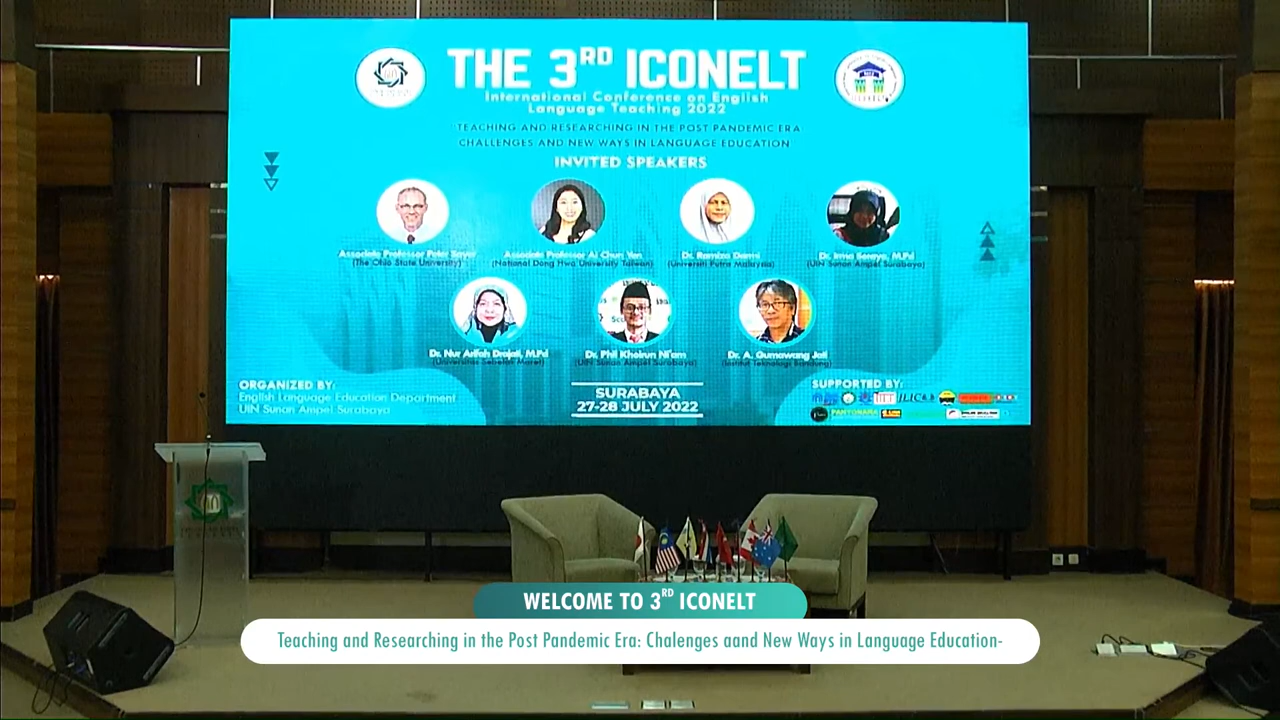 THE 3RD ICONELT
International Conference on English
Language Teaching 2022
TEACHING AND RESEARCHING IN THE POST PANDEMIC ERA
CHALLENGES AND NEW WAYS IN LANGUAGE EDUCATION
INVITED SPEAKERS
Associate Professor Peter Sayer
Associate Professor Ai Chun Yen
Dr. Ramiza Darmi
Dr. Irma Soraya, M.Pd
(The Ohio State University)
(National Dong Hwa University Taiwan)
(Universiti Putra Malaysia)
(UIN Sunan Ampel Surabaya)
Dr. Nur Arifah Drajati, M.Pd
Dr. Phil Khoirun Ni'am
Dr. A. Gumawang Jati
(Universitas Sebelas Maret)
(UIN Sunan Ampel Surabaya)
(Institut Teknologi Bandung)
ORGANIZED BY:
English Language Education Department
UIN Sunan Ampel Surabaya
SURABAYA
27-28 JULY 2022
SUPPORTED BY:
WELCOME TO 3RD ICONELT
Teaching and Researching in the Post Pandemic Era: Chalenges aand New Ways in Language Education-